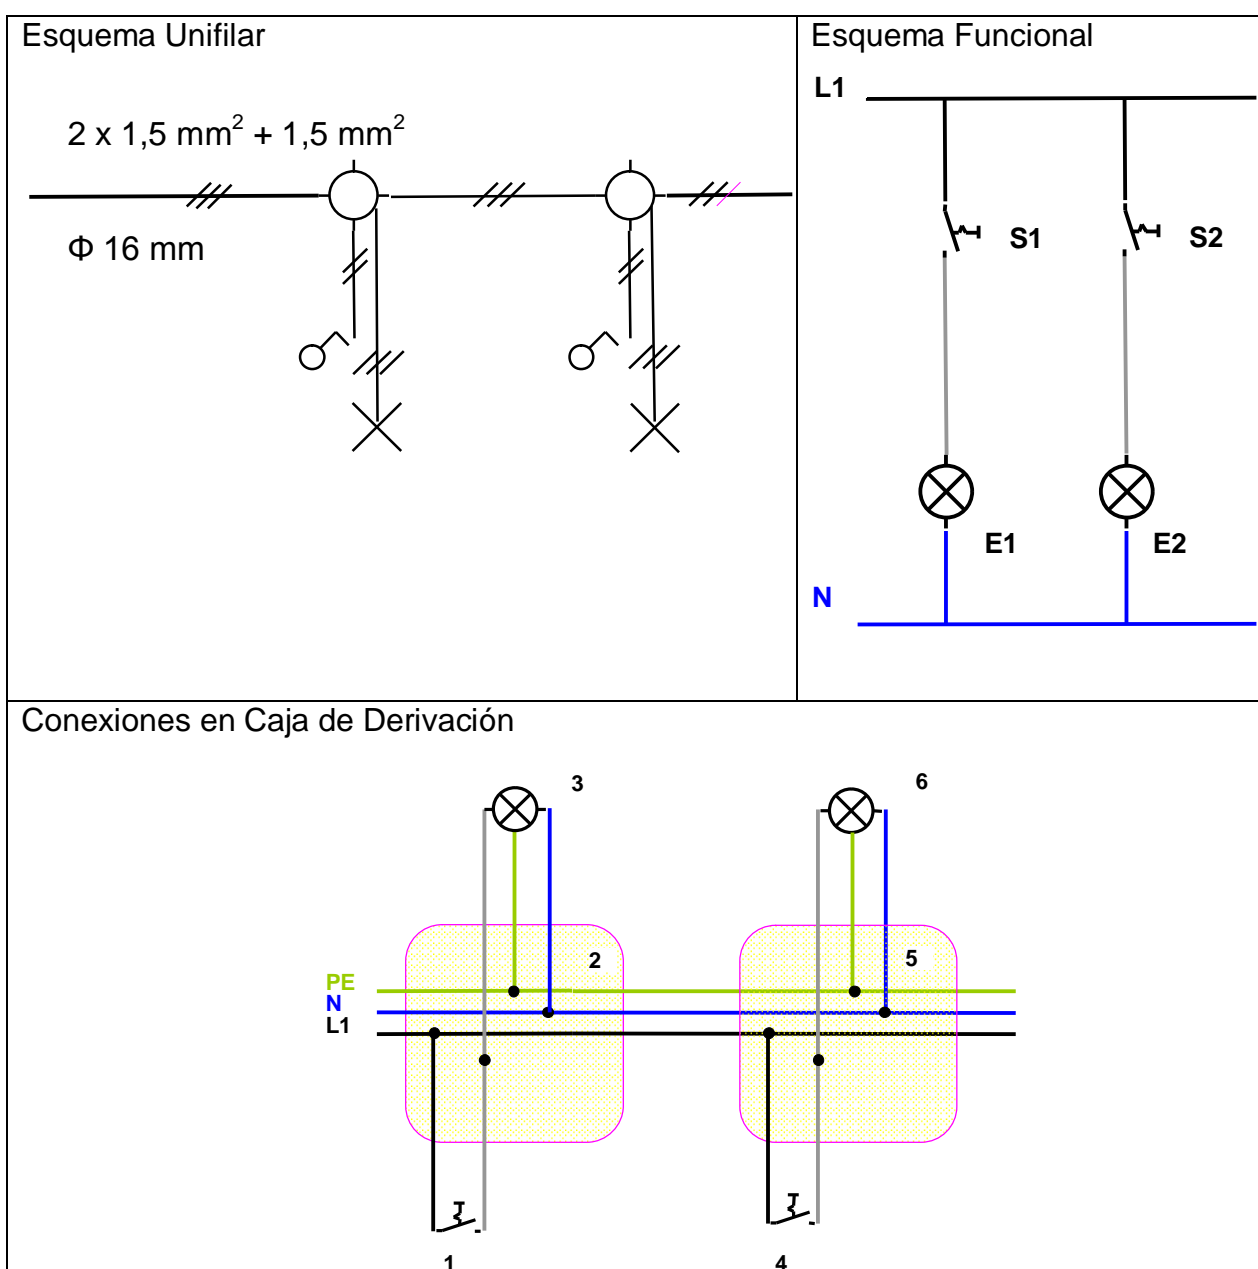 Esquema Unifilar
2 x 1,5 mm² + 1,5 mm²
Φ 16 mm
Esquema Funcional
L1
S1
S2
E1
E2
N
Conexiones en Caja de Derivación
3
6
2
5
PE
N
L1
1
4